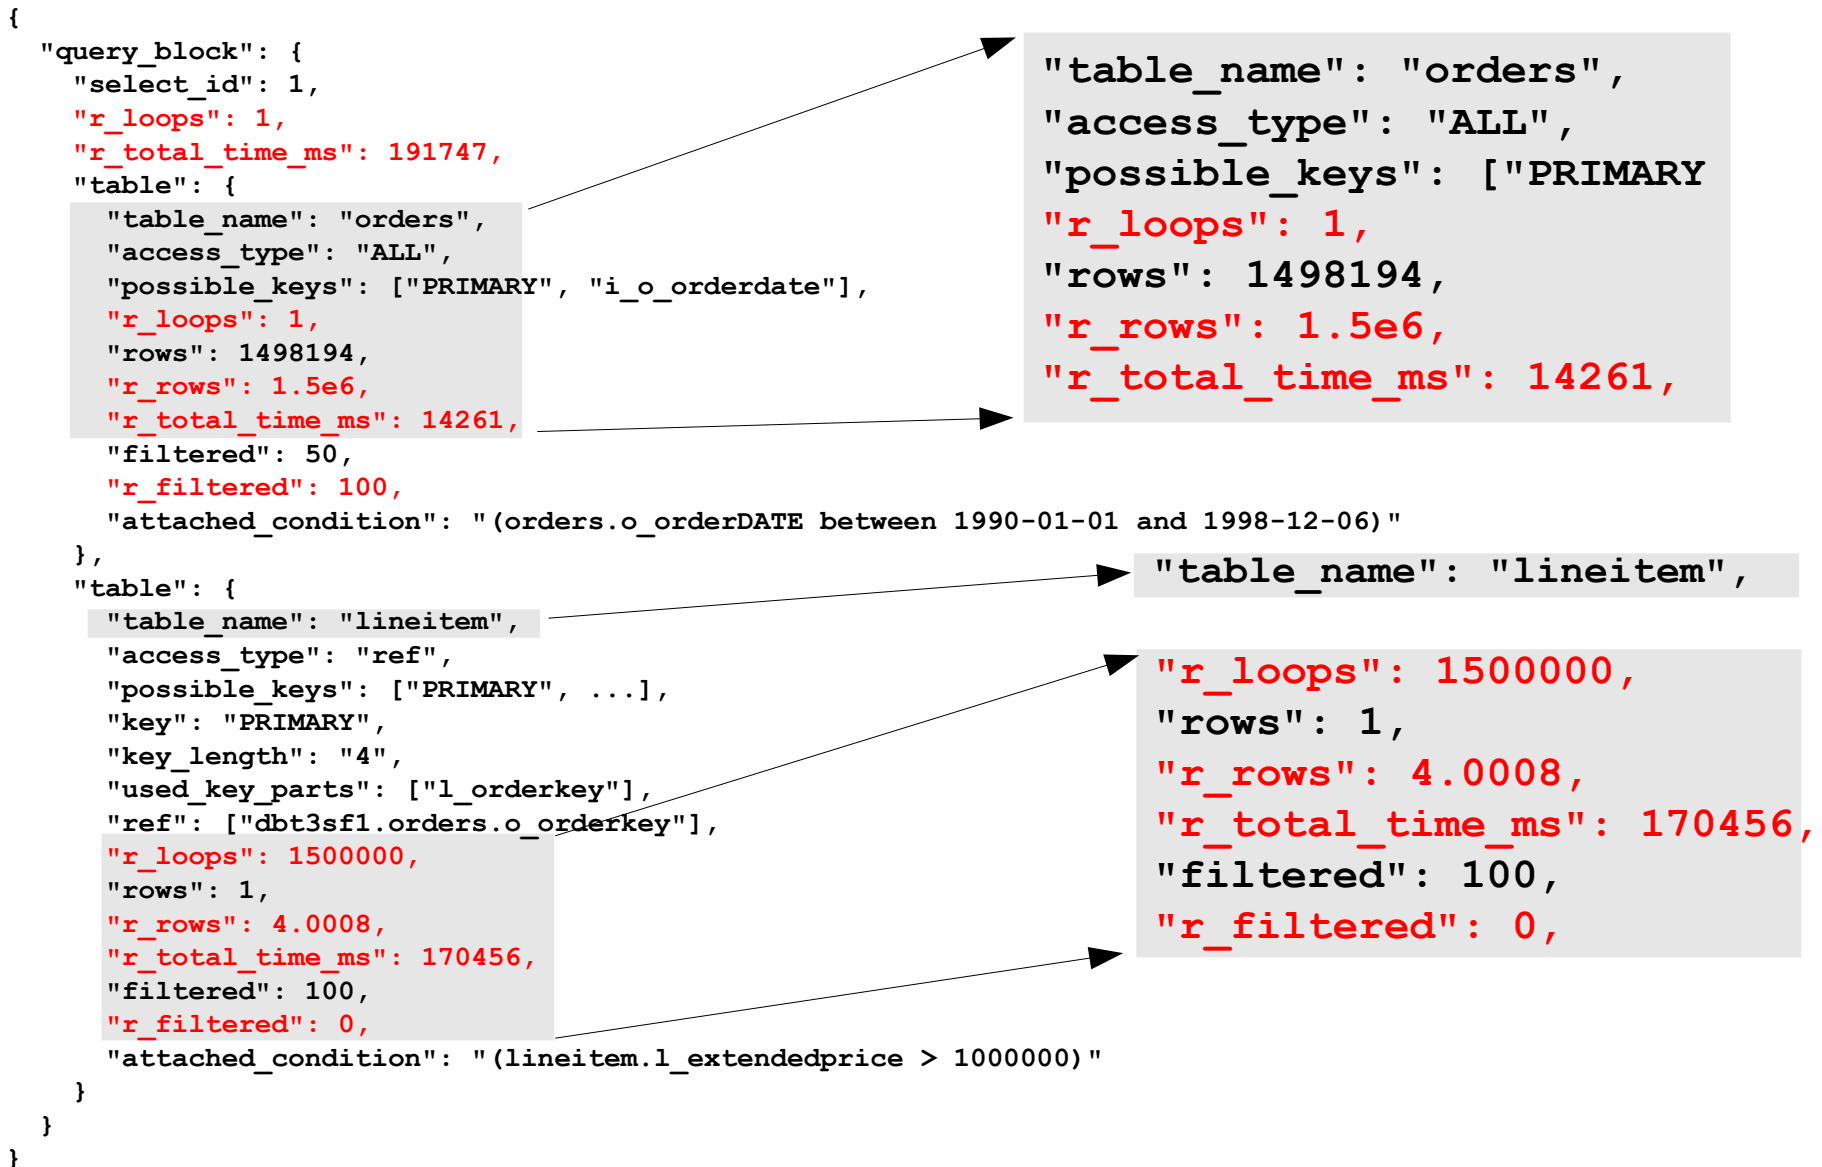 {
  "query_block": {
    "select_id": 1,
    "r_loops": 1,
    "r_total_time_ms": 191747,
    "table": {
      "table_name": "orders",
      "access_type": "ALL",
      "possible_keys": ["PRIMARY", "i_o_orderdate"],
      "r_loops": 1,
      "rows": 1498194,
      "r_rows": 1.5e6,
      "r_total_time_ms": 14261,
      "filtered": 50,
      "r_filtered": 100,
      "attached_condition": "(orders.o_orderDATE between 1990-01-01 and 1998-12-06)"
    },
    "table": {
      "table_name": "lineitem",
      "access_type": "ref",
      "possible_keys": ["PRIMARY", ...],
      "key": "PRIMARY",
      "key_length": "4",
      "used_key_parts": ["l_orderkey"],
      "ref": ["dbt3sf1.orders.o_orderkey"],
      "r_loops": 1500000,
      "rows": 1,
      "r_rows": 4.0008,
      "r_total_time_ms": 170456,
      "filtered": 100,
      "r_filtered": 0,
      "attached_condition": "(lineitem.l_extendedprice > 1000000)"
    }
  }
}
"table_name": "orders",
"access_type": "ALL",
"possible_keys": ["PRIMARY
"r_loops": 1,
"rows": 1498194,
"r_rows": 1.5e6,
"r_total_time_ms": 14261,
"table_name": "lineitem",
"r_loops": 1500000,
"rows": 1,
"r_rows": 4.0008,
"r_total_time_ms": 170456,
"filtered": 100,
"r_filtered": 0,